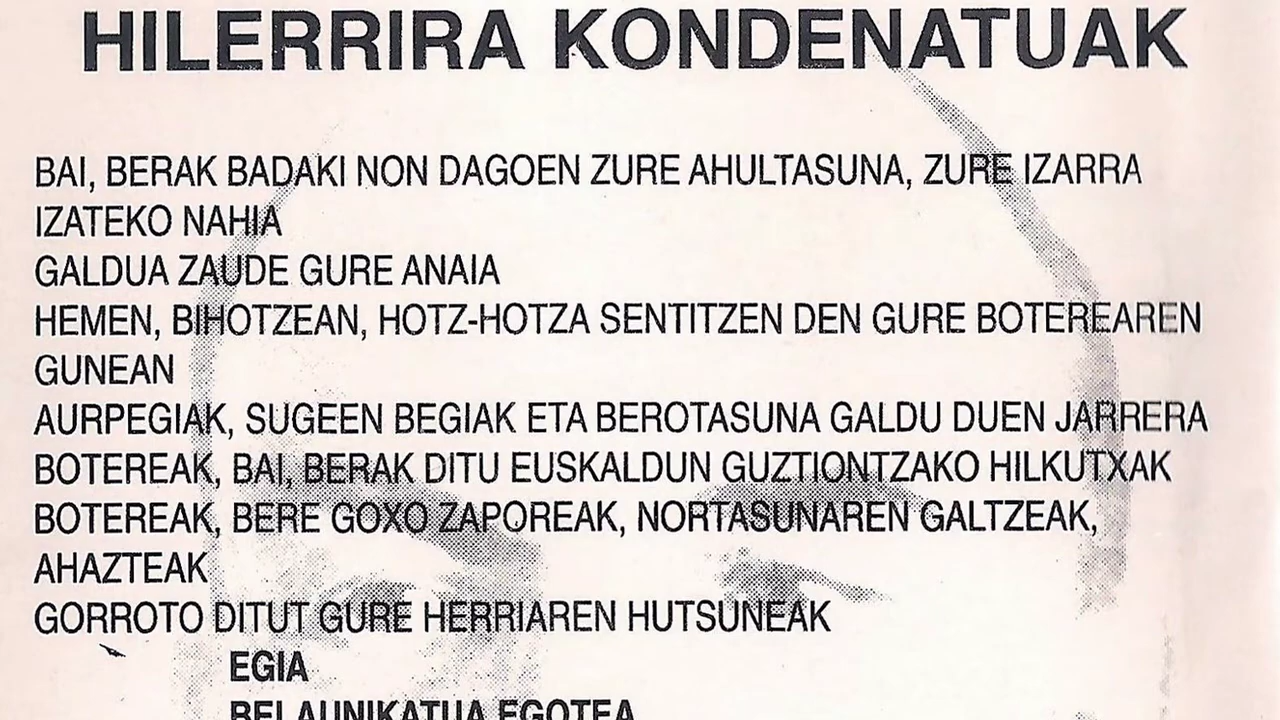 HILERRIRA KONDENATUAK
BAI, BERAK BADAKI NON DAGOEN ZURE AHULTASUNA, ZURE IZARRA
IZATEKO NAHIA
GALDUA ZAUDE GURE ANAIA
HEMEN, BIHOTZEAN, HOTZ-HOTZA SENTITZEN DEN GURE BOTEREAREN
GUNEAN
AURPEGIAK, SUGEEN BEGIAK ETA BEROTASUNA GALDU DUEN JARRERA
BOTEREAK, BAI, BERAK DITU EUSKALDUN GUZTIONTZAKO HILKUTXAK
BOTEREAK, BERE GOXO ZAPOREAK, NORTASUNAREN GALTZEAK,
AHAZTEAK
GORROTO DITUT GURE HERRIAREN HUTSUNEAK
EGIA
BELAUNIKATUA EGOTEA